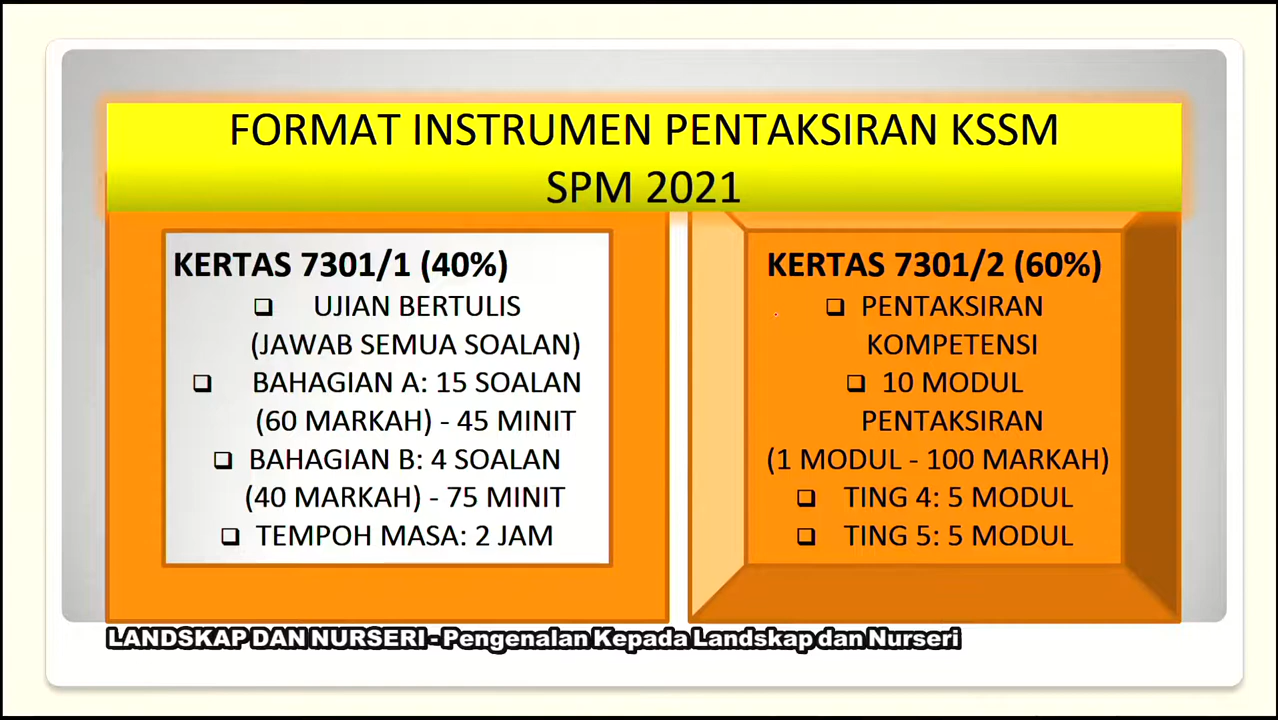 FORMAT INSTRUMEN PENTAKSIRAN KSSM
SPM 2021
KERTAS 7301/1 (40%)
❑ UJIAN BERTULIS
(JAWAB SEMUA SOALAN)
❑ BAHAGIAN A: 15 SOALAN
(60 MARKAH) - 45 MINIT
❑ BAHAGIAN B: 4 SOALAN
(40 MARKAH) - 75 MINIT
❑ TEMPOH MASA: 2 JAM
KERTAS 7301/2 (60%)
❑ PENTAKSIRAN
KOMPETENSI
❑ 10 MODUL
PENTAKSIRAN
(1 MODUL - 100 MARKAH)
❑ TING 4: 5 MODUL
❑ TING 5: 5 MODUL
LANDSKAP DAN NURSERI - Pengenalan Kepada Landskap dan Nurseri